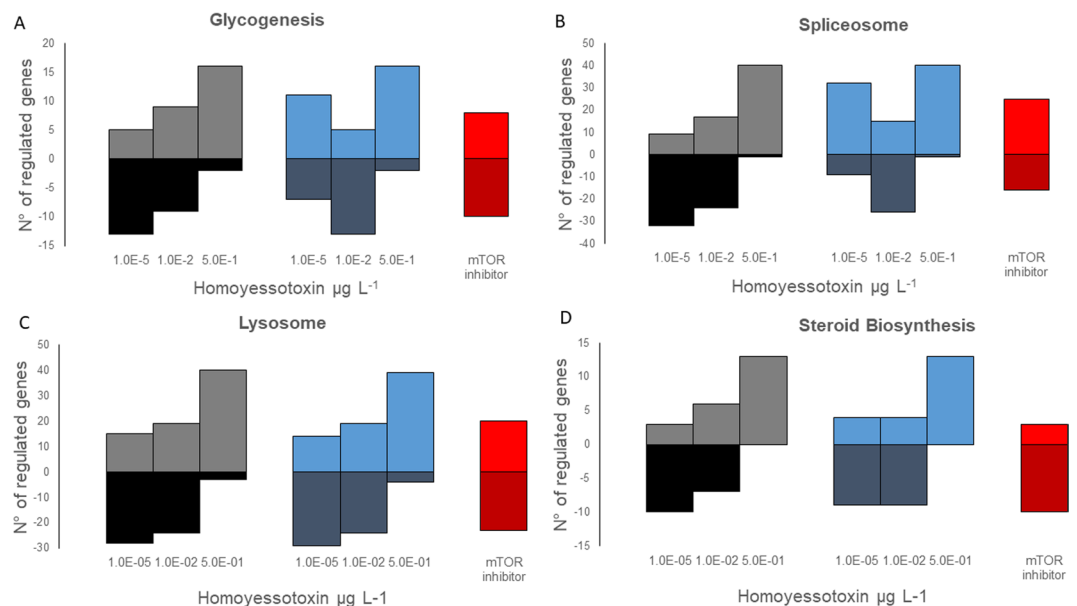 A
Glycogenesis
N° of regulated genes
20
15
10
5
0
-5
-10
-15
1.0E-5 1.0E-2 5.0E-1 1.0E-5 1.0E-2 5.0E-1 mTOR
inhibitor
Homoyessotoxin µg L-1
B
Spliceosome
N° of regulated genes
50
40
30
20
10
0
-10
-20
-30
-40
1.0E-5 1.0E-2 5.0E-1 1.0E-5 1.0E-2 5.0E-1 mTOR
inhibitor
Homoyessotoxin µg L-1
C
Lysosome
N° of regulated genes
50
40
30
20
10
0
-10
-20
-30
1.0E-05 1.0E-02 5.0E-01 1.0E-05 1.0E-02 5.0E-01 mTOR
inhibitor
Homoyessotoxin µg L-1
D
Steroid Biosynthesis
N° of regulated genes
15
10
5
0
-5
-10
-15
1.0E-05 1.0E-02 5.0E-01 1.0E-05 1.0E-02 5.0E-01 mTOR
inhibitor
Homoyessotoxin µg L-1